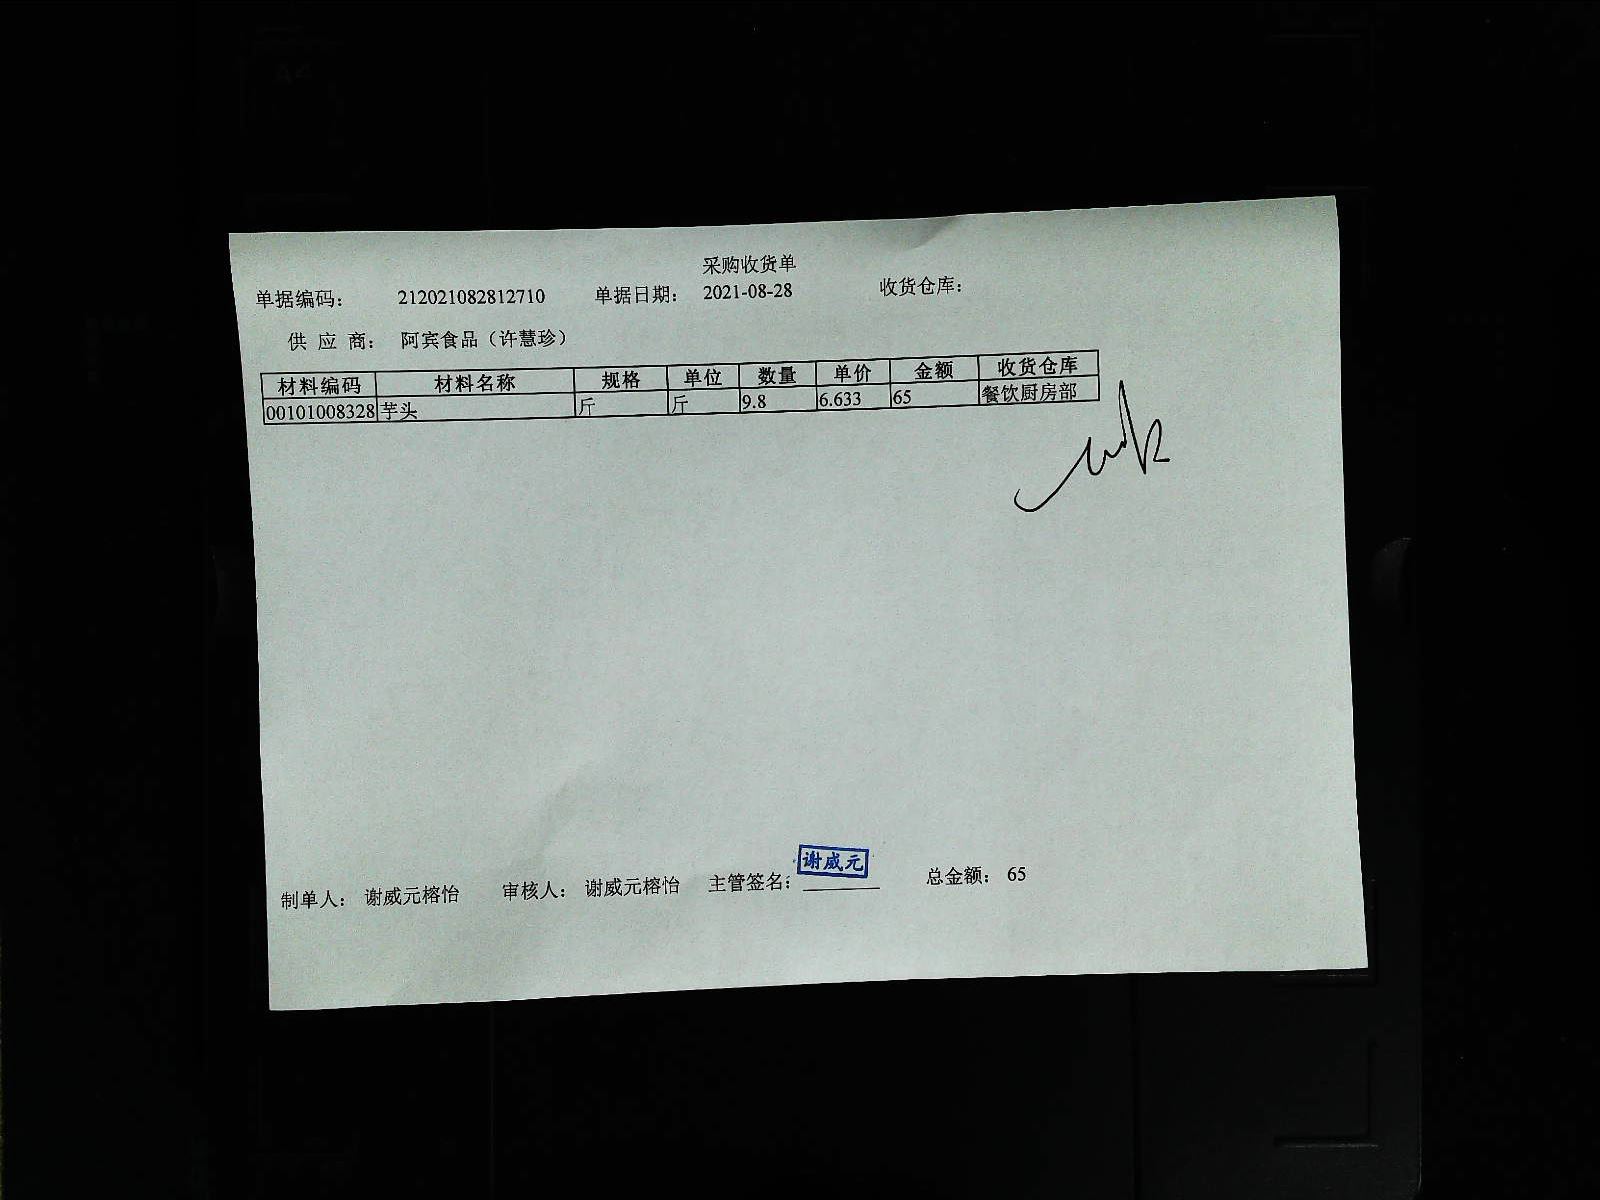 采购收货单
单据编码： 212021082812710 单据日期： 2021-08-28 收货仓库：
供 应 商： 阿宾食品（许慧珍）
材料编码 材料名称 规格 单位 数量 单价 金额 收货仓库
00101008328 芋头 斤 斤 9.8 6.633 65 餐饮厨房部
谢威元
制单人： 谢威元榕怡 审核人： 谢威元榕怡 主管签名： 总金额： 65